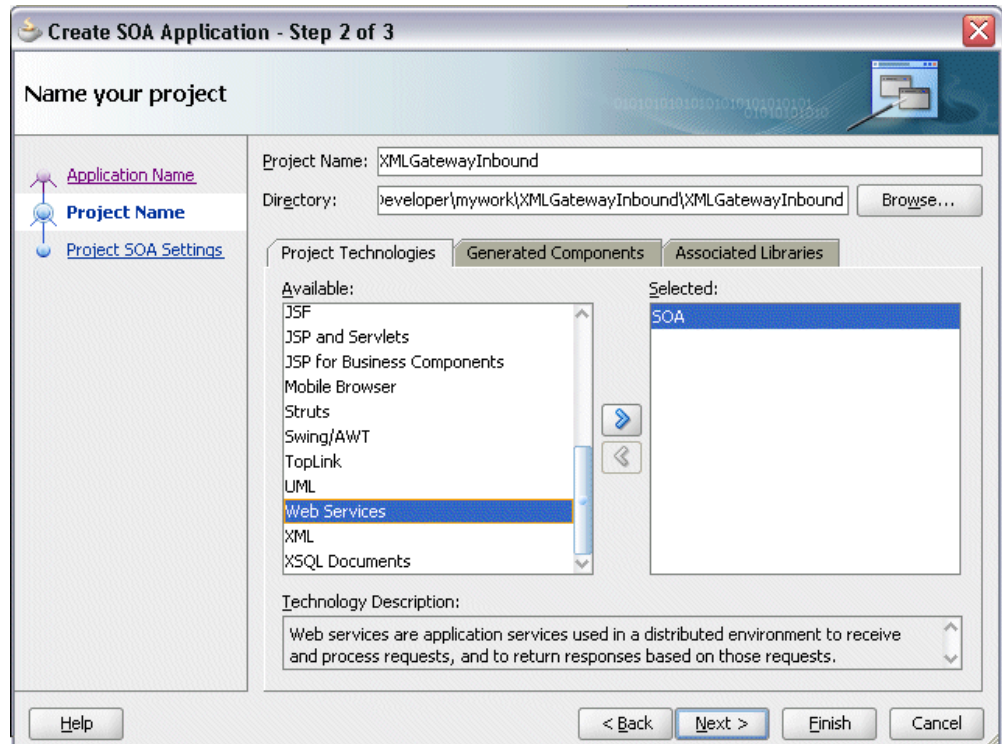 Create SOA Application - Step 2 of 3
Name your project
Application Name
Project Name
Project SOA Settings
Project Name: XMLGatewayInbound
Directory: Developer\mywork\XMLGatewayInbound\XMLGatewayInbound Browse...
Project Technologies Generated Components Associated Libraries
Available:
JSF
JSP and Servlets
JSP for Business Components
Mobile Browser
Struts
Swing/AWT
TopLink
UML
Web Services
XML
XSQL Documents
Selected:
SOA
Technology Description:
Web services are application services used in a distributed environment to receive
and process requests, and to return responses based on those requests.
Help < Back Next > Finish Cancel